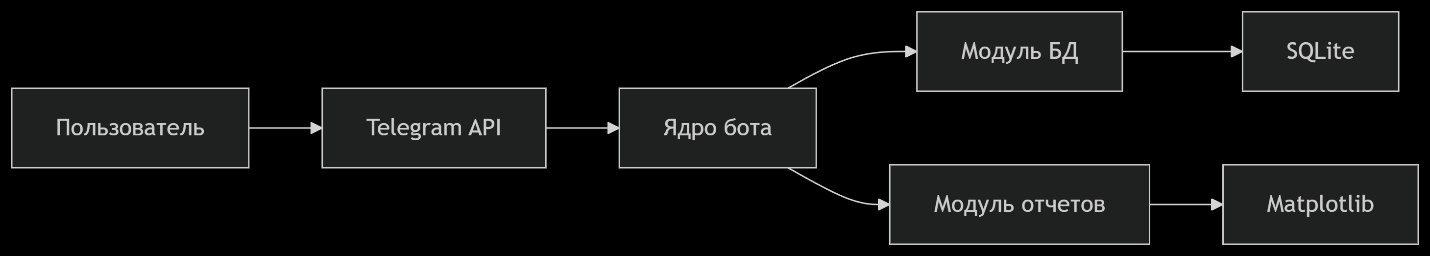 Пользователь
Telegram API
Ядро бота
Модуль БД
SQLite
Модуль отчетов
Matplotlib